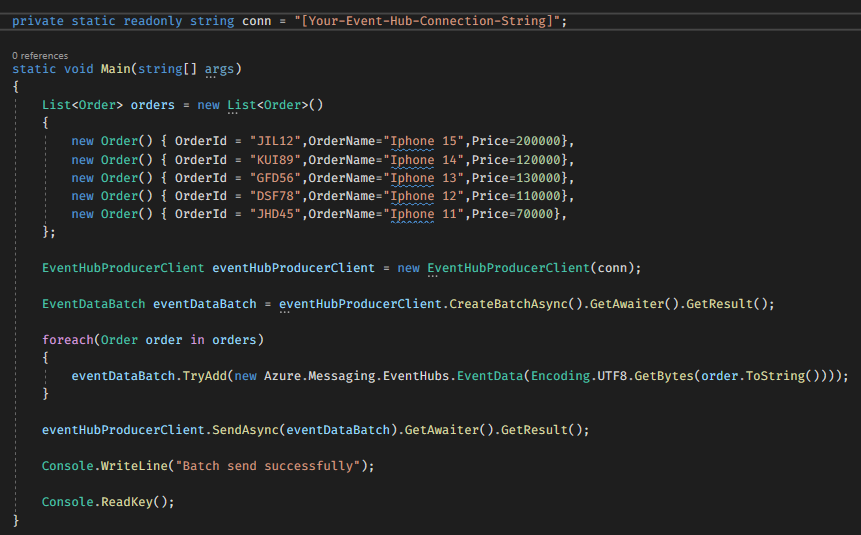 private static readonly string conn = "[Your-Event-Hub-Connection-String]";
0 references
static void Main(string[] args)
{
List<Order> orders = new List<Order>()
{
new Order() { OrderId = "JIL12",OrderName="Iphone 15",Price=200000},
new Order() { OrderId = "KUI89",OrderName="Iphone 14",Price=120000},
new Order() { OrderId = "GFD56",OrderName="Iphone 13",Price=130000},
new Order() { OrderId = "DSF78",OrderName="Iphone 12",Price=110000},
new Order() { OrderId = "JHD45",OrderName="Iphone 11",Price=70000},
};
EventHubProducerClient eventHubProducerClient = new EventHubProducerClient(conn);
EventDataBatch eventDataBatch = eventHubProducerClient.CreateBatchAsync().GetAwaiter().GetResult();
foreach(Order order in orders)
{
eventDataBatch.TryAdd(new Azure.Messaging.EventHubs.EventData(Encoding.UTF8.GetBytes(order.ToString())));
}
eventHubProducerClient.SendAsync(eventDataBatch).GetAwaiter().GetResult();
Console.WriteLine("Batch send successfully");
Console.ReadKey();
}